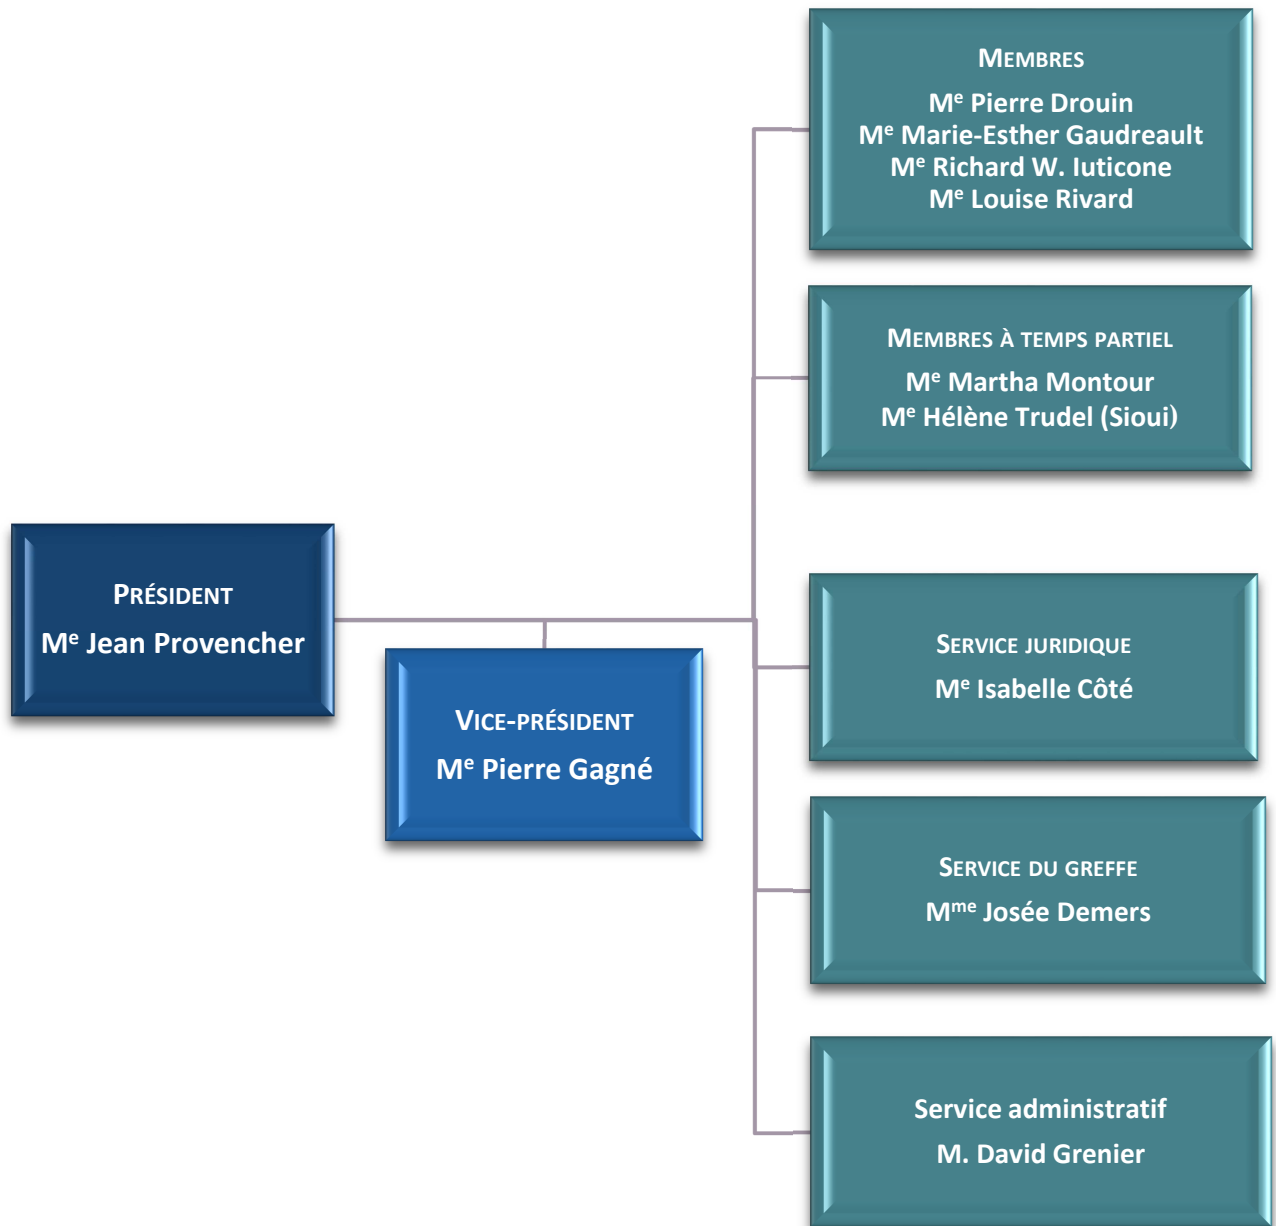 MEMBRES
Me Pierre Drouin
Me Marie-Esther Gaudreault
Me Richard W. Iuticone
Me Louise Rivard
MEMBRES À TEMPS PARTIEL
Me Martha Montour
Me Hélène Trudel (Sioui)
PRÉSIDENT
Me Jean Provencher
VICE-PRÉSIDENT
Me Pierre Gagné
SERVICE JURIDIQUE
Me Isabelle Côté
SERVICE DU GREFFE
Mme Josée Demers
Service administratif
M. David Grenier